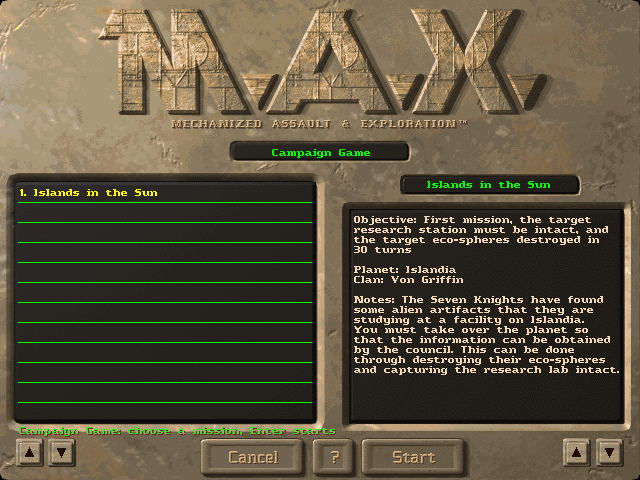 M.A.X.
MECHANIZED ASSAULT & EXPLORATION™
Campaign Game
1. Islands in the Sun
Islands in the Sun
Objective: First mission, the target
research station must be intact, and
the target eco-spheres destroyed in
30 turns
Planet: Islandia
Clan: Von Griffin
Notes: The Seven Knights have found
some alien artifacts that they are
studying at a facility on Islandia.
You must take over the planet so
that the information can be obtained
by the council. This can be done
through destroying their eco-spheres
and capturing the research lab intact.
Campaign Game: choose a mission, Enter starts
Cancel
?
Start